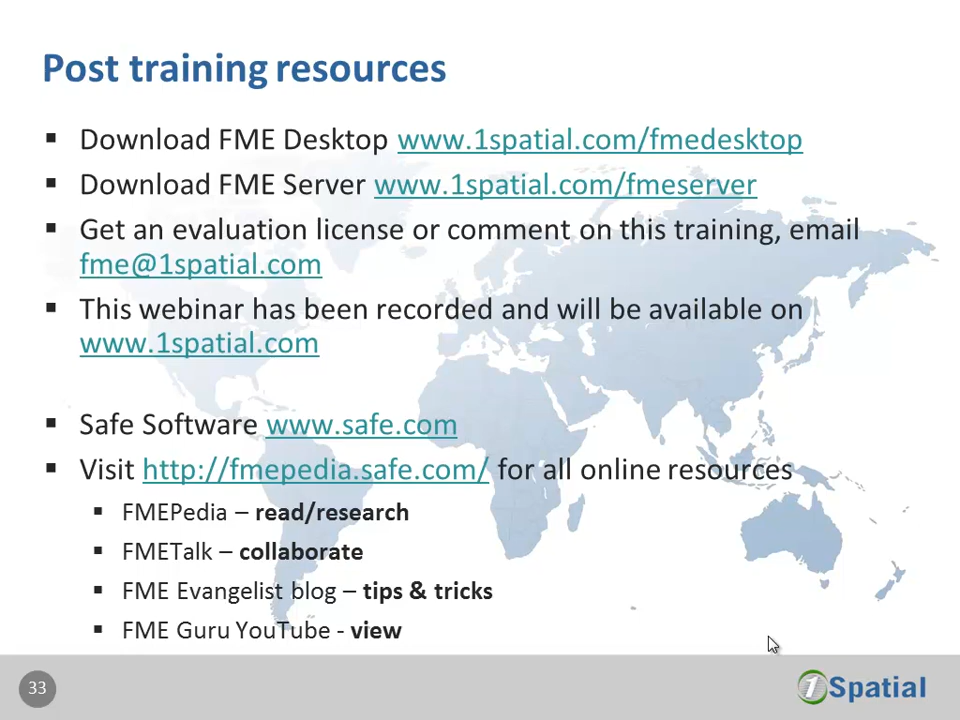 Post training resources
▪ Download FME Desktop www.1spatial.com/fmedesktop
▪ Download FME Server www.1spatial.com/fmeserver
▪ Get an evaluation license or comment on this training, email
fme@1spatial.com
▪ This webinar has been recorded and will be available on
www.1spatial.com
▪ Safe Software www.safe.com
▪ Visit http://fmepedia.safe.com/ for all online resources
▪ FMEPedia – read/research
▪ FMETalk – collaborate
▪ FME Evangelist blog – tips & tricks
▪ FME Guru YouTube - view
33
1Spatial